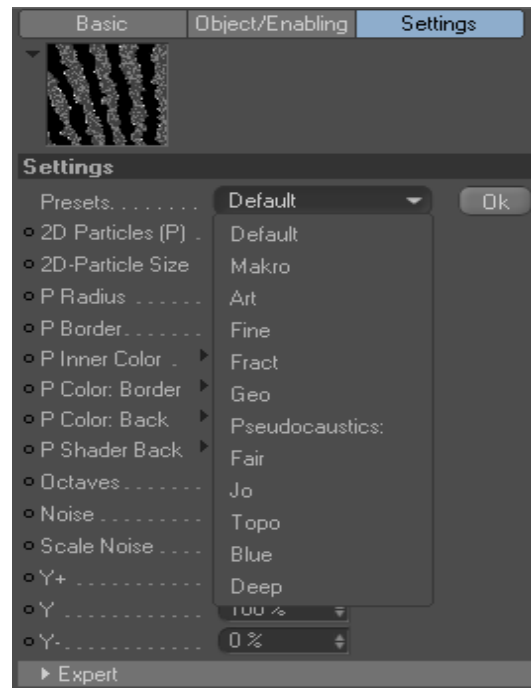 Basic Object/Enabling Settings
Settings
Presets. . . . . . . . Default Ok
2D Particles (P) . Default
2D-Particle Size Makro
P Radius . . . . . . Art
P Border. . . . . . . Fine
P Inner Color . Fract
P Color: Border Geo
P Color: Back Pseudocaustics:
P Shader Back Fair
Octaves. . . . . . . Jo
Noise . . . . . . . . . Topo
Scale Noise . . . . Blue
Y+ . . . . . . . . . . . Deep
Y . . . . . . . . . . . . 100 %
Y-. . . . . . . . . . . . 0 %
Expert